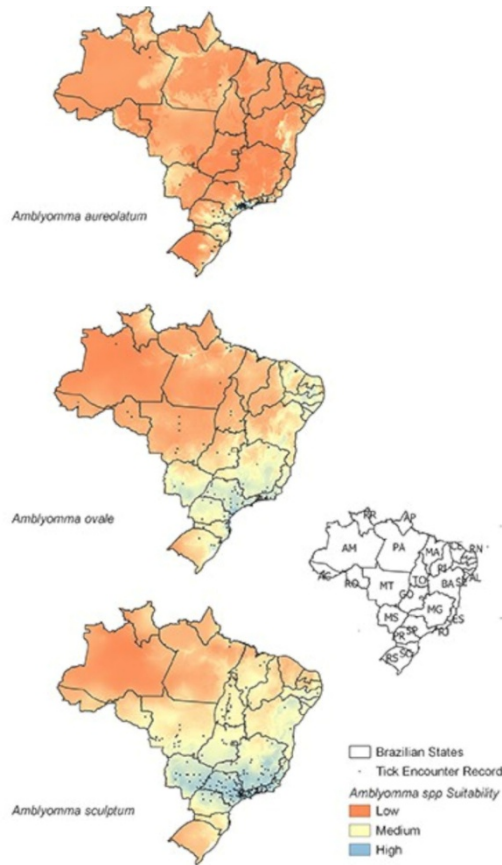 Amblyomma aureolatum
Amblyomma ovale
RR
AP
AM
PA
MA
CE
RN
PI
AL
AC
RO
MT
TO
BA
SE
GO
MG
MS
ES
SP
RJ
PR
SC
RS
Brazilian States
Tick Encounter Record
Amblyomma spp Suitability
Low
Medium
High
Amblyomma sculptum